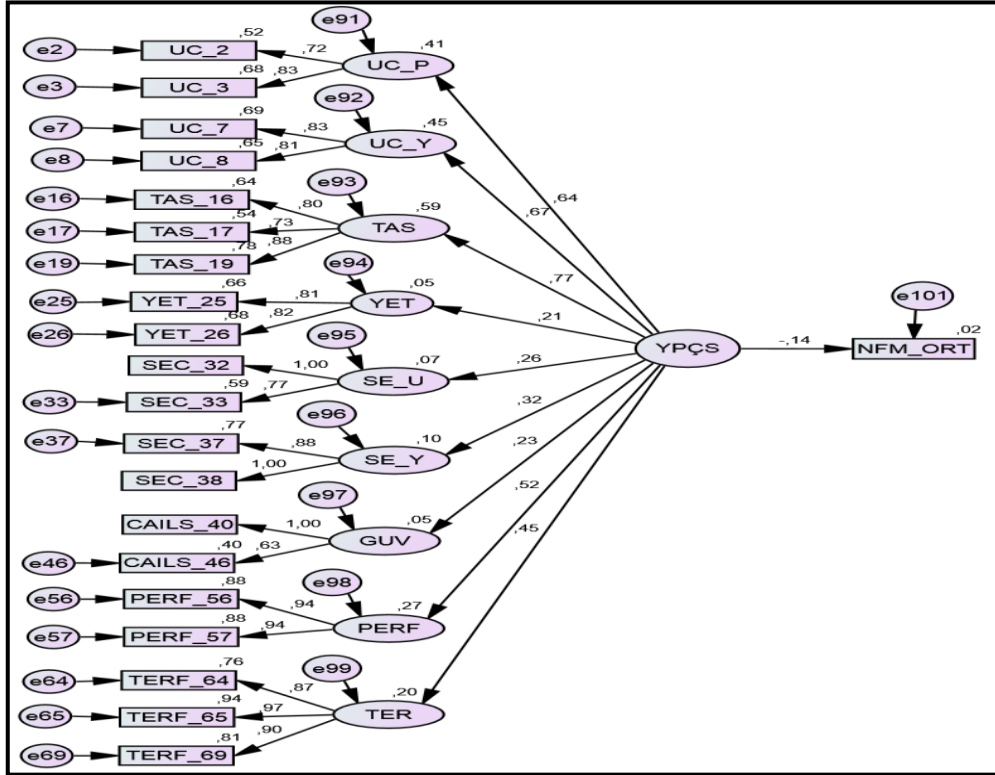 e91
,52
,41
e2
UC_2
,72
UC_P
,68
,83
e3
UC_3
e92
,69
,45
e7
UC_7
,83
UC_Y
,65
,81
e8
UC_8
,64
e93
,64
e16
TAS_16
,80
,59
,67
,54
e17
TAS_17
,73
TAS
,78
,88
e19
TAS_19
e94
,77
,66
,05
e25
YET_25
,81
YET
e101
,68
,82
,21
e26
YET_26
e95
,02
YPÇS
-,14
NFM_ORT
,07
SEC_32
1,00
SE_U
,26
,59
,77
e33
SEC_33
e96
,32
,77
,10
e37
SEC_37
,88
SE_Y
,23
1,00
SEC_38
e97
,52
,05
CAILS_40
1,00
GUV
,45
,40
,63
e46
CAILS_46
e98
,88
e56
PERF_56
,94
,27
,88
PERF
e57
PERF_57
,94
e99
,76
e64
TERF_64
,87
,20
,94
e65
TERF_65
,97
TER
,81
,90
e69
TERF_69